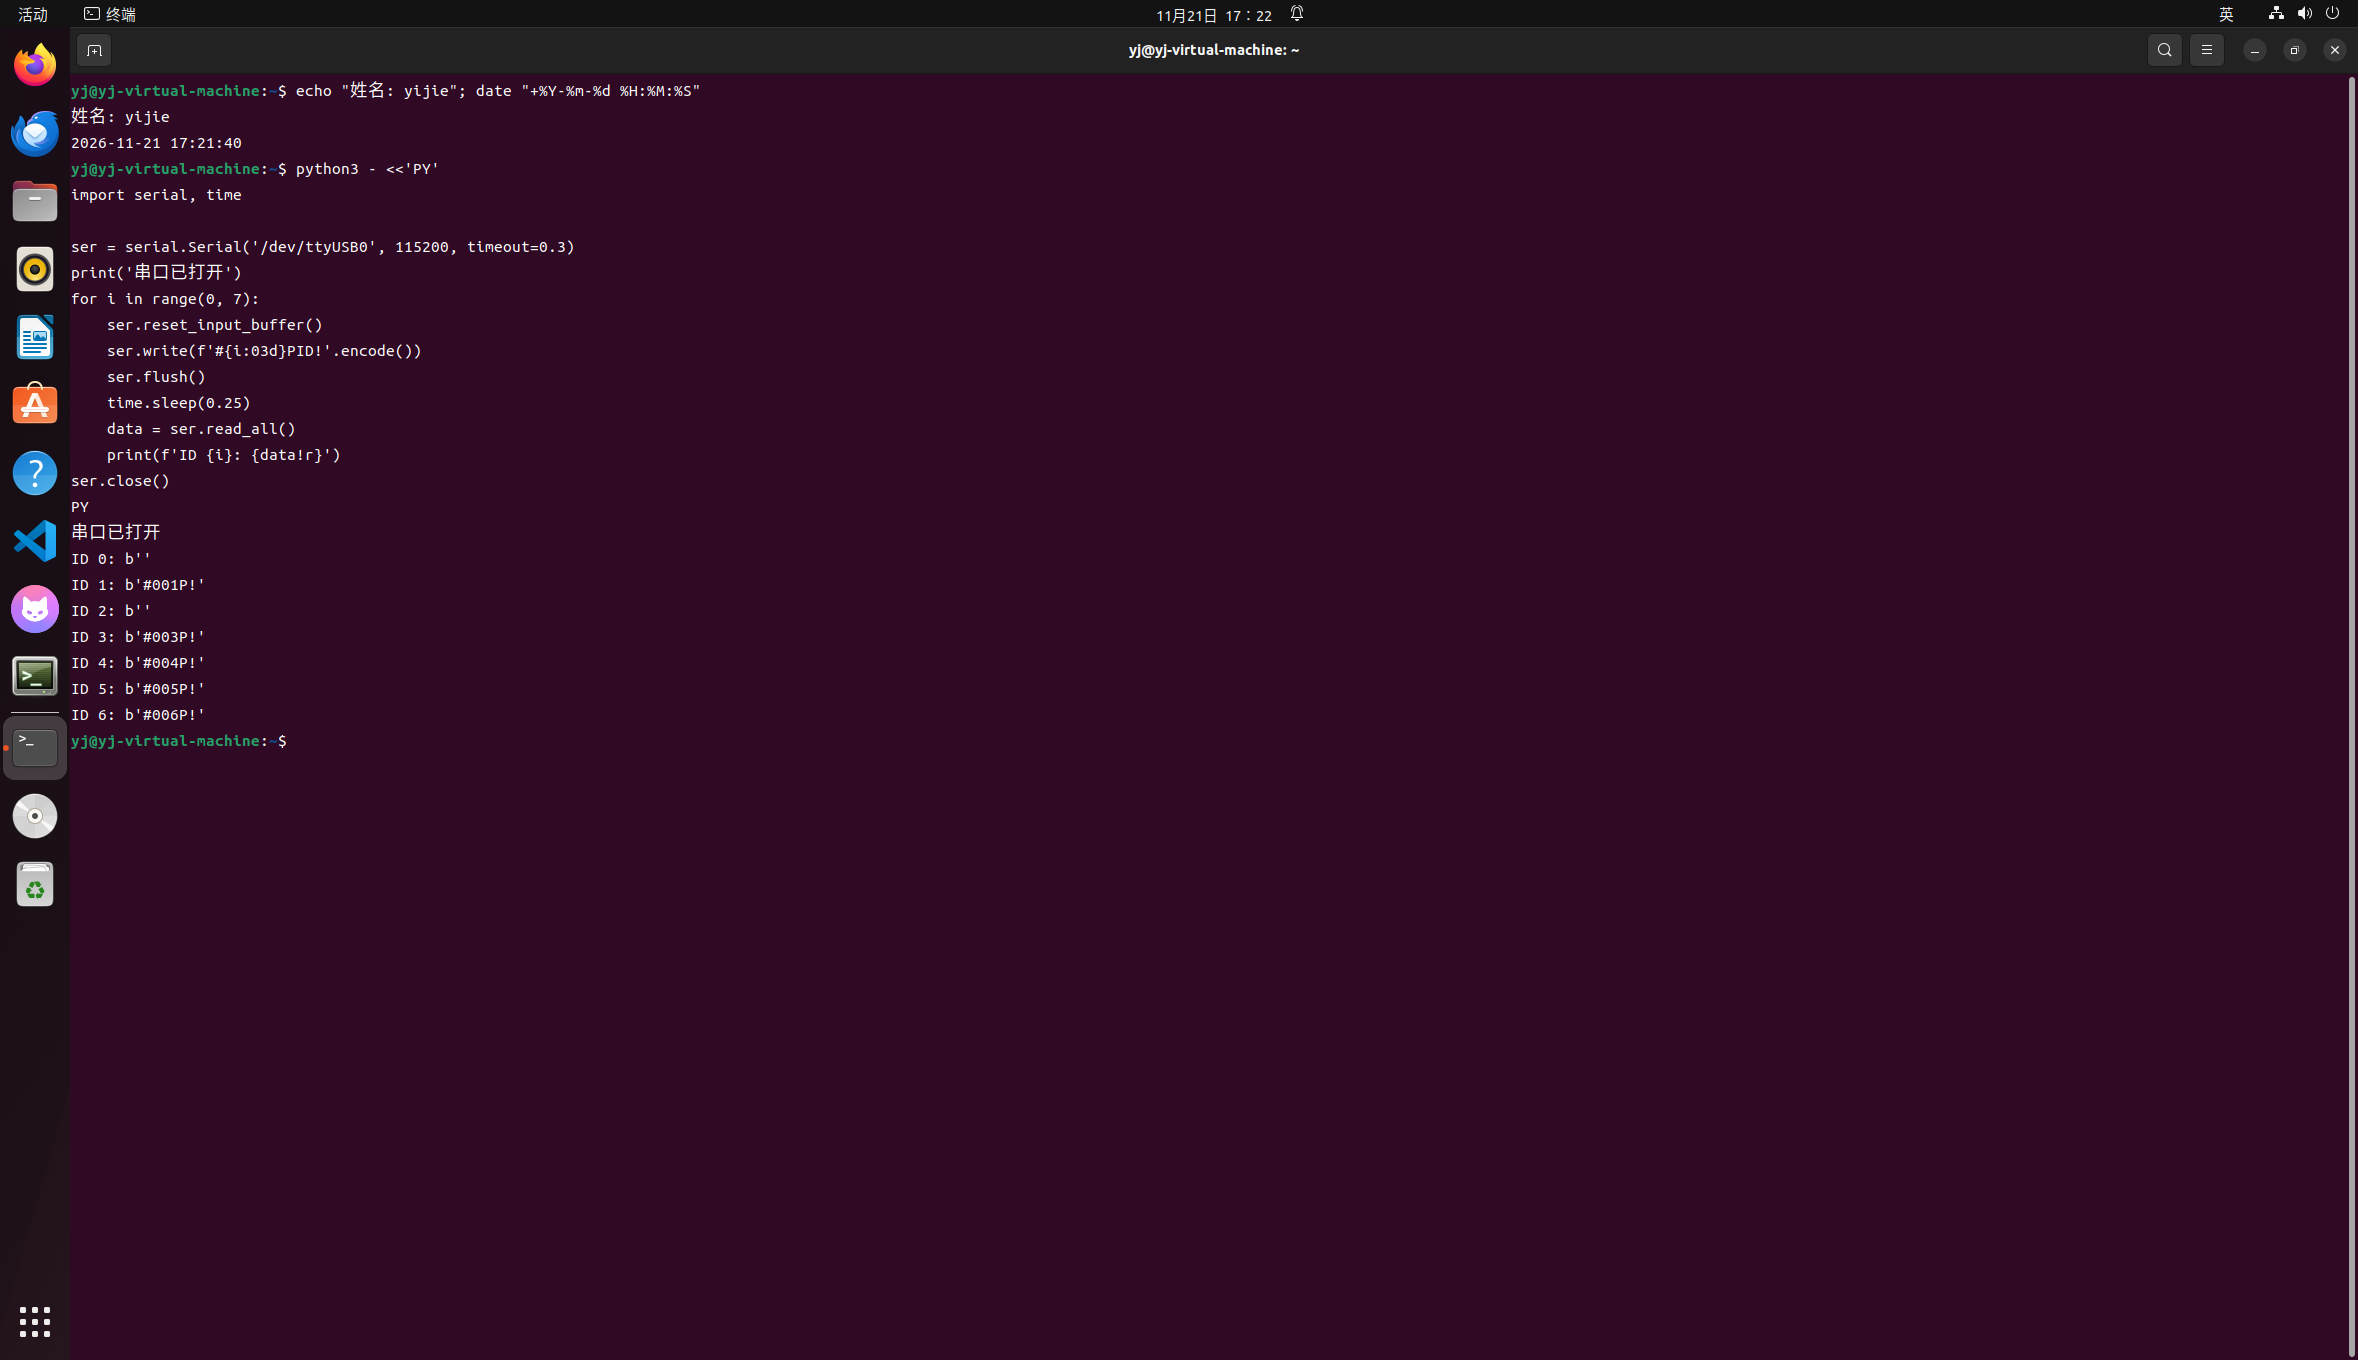 活动 终端 11月21日 17：22 英
yj@yj-virtual-machine: ~
yj@yj-virtual-machine:~$ echo "姓名: yijie"; date "+%Y-%m-%d %H:%M:%S"
姓名: yijie
2026-11-21 17:21:40
yj@yj-virtual-machine:~$ python3 - <<'PY'
import serial, time
ser = serial.Serial('/dev/ttyUSB0', 115200, timeout=0.3)
print('串口已打开')
for i in range(0, 7):
    ser.reset_input_buffer()
    ser.write(f'#{i:03d}PID!'.encode())
    ser.flush()
    time.sleep(0.25)
    data = ser.read_all()
    print(f'ID {i}: {data!r}')
ser.close()
PY
串口已打开
ID 0: b''
ID 1: b'#001P!'
ID 2: b''
ID 3: b'#003P!'
ID 4: b'#004P!'
ID 5: b'#005P!'
ID 6: b'#006P!'
yj@yj-virtual-machine:~$